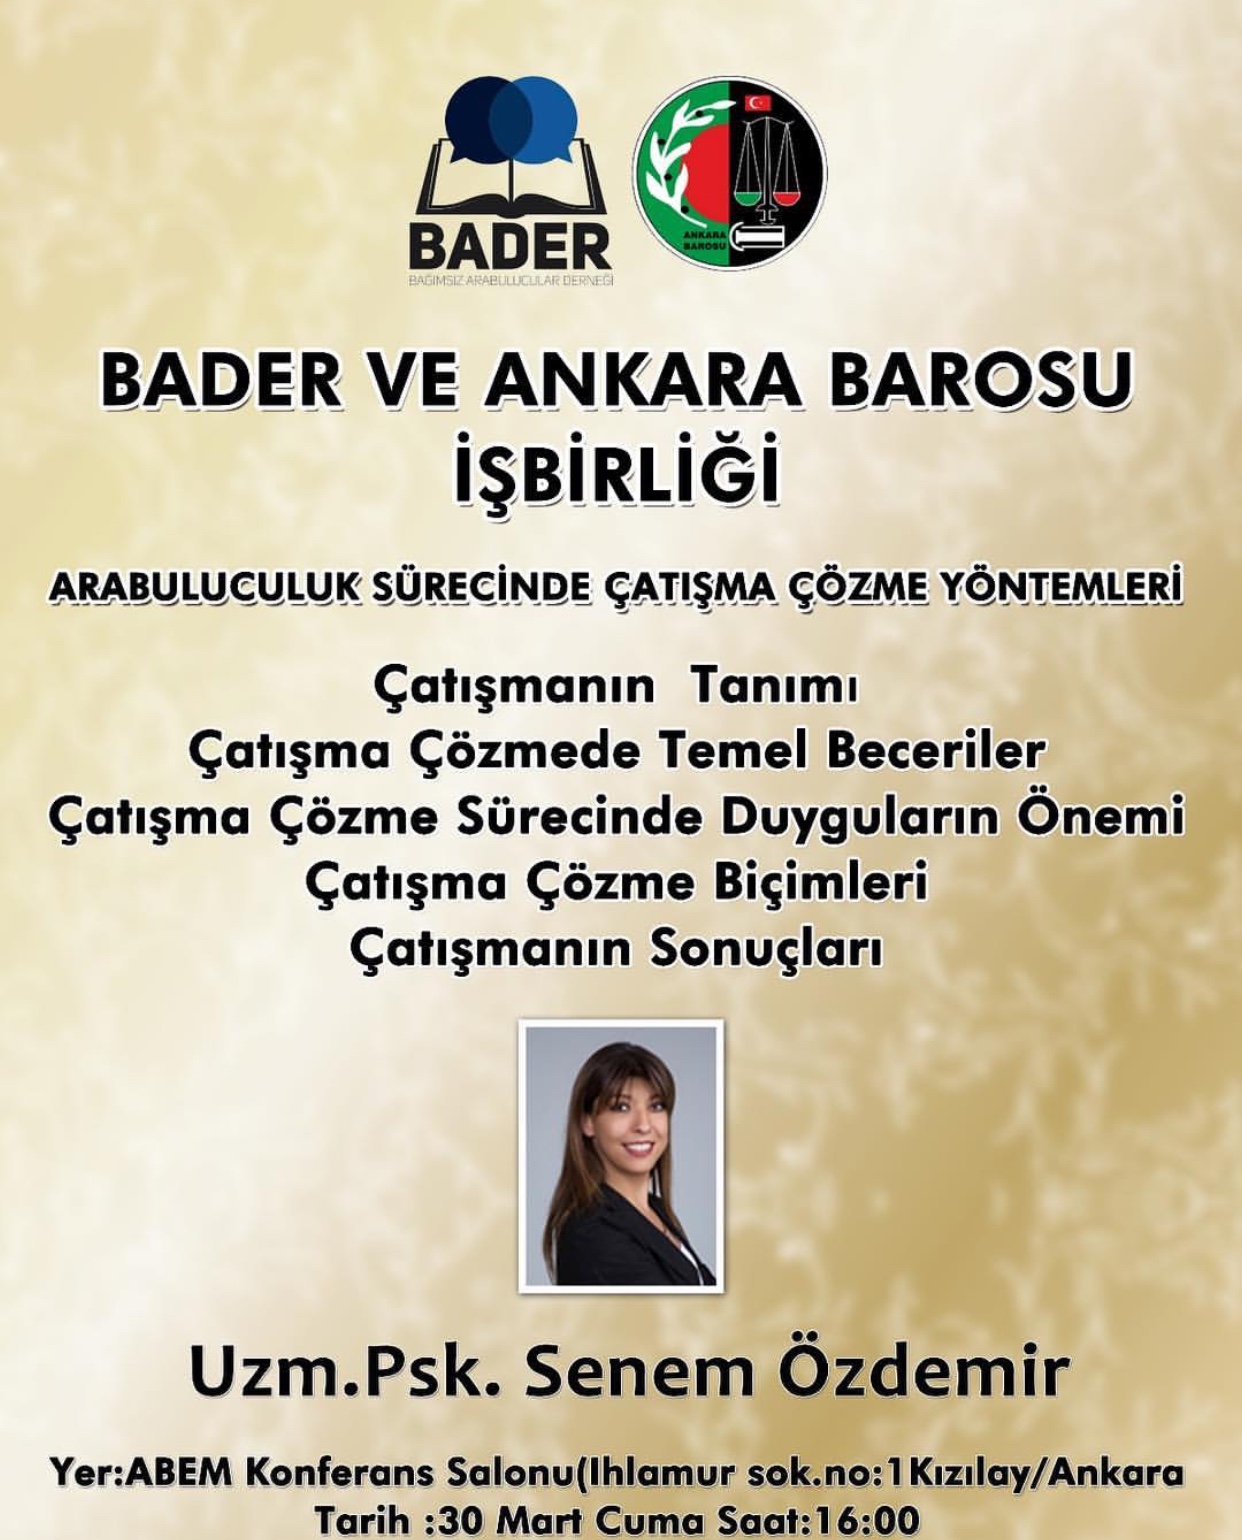 BADER
BAĞIMSIZ ARABULUCULAR DERNEĞİ
ANKARA
BAROSU
BADER VE ANKARA BAROSU
İŞBİRLİĞİ
ARABULUCULUK SÜRECİNDE ÇATIŞMA ÇÖZME YÖNTEMLERİ
Çatışmanın Tanımı
Çatışma Çözmede Temel Beceriler
Çatışma Çözme Sürecinde Duyguların Önemi
Çatışma Çözme Biçimleri
Çatışmanın Sonuçları
Uzm.Psk. Senem Özdemir
Yer:ABEM Konferans Salonu(Ihlamur sok.no:1Kızılay/Ankara
Tarih :30 Mart Cuma Saat:16:00